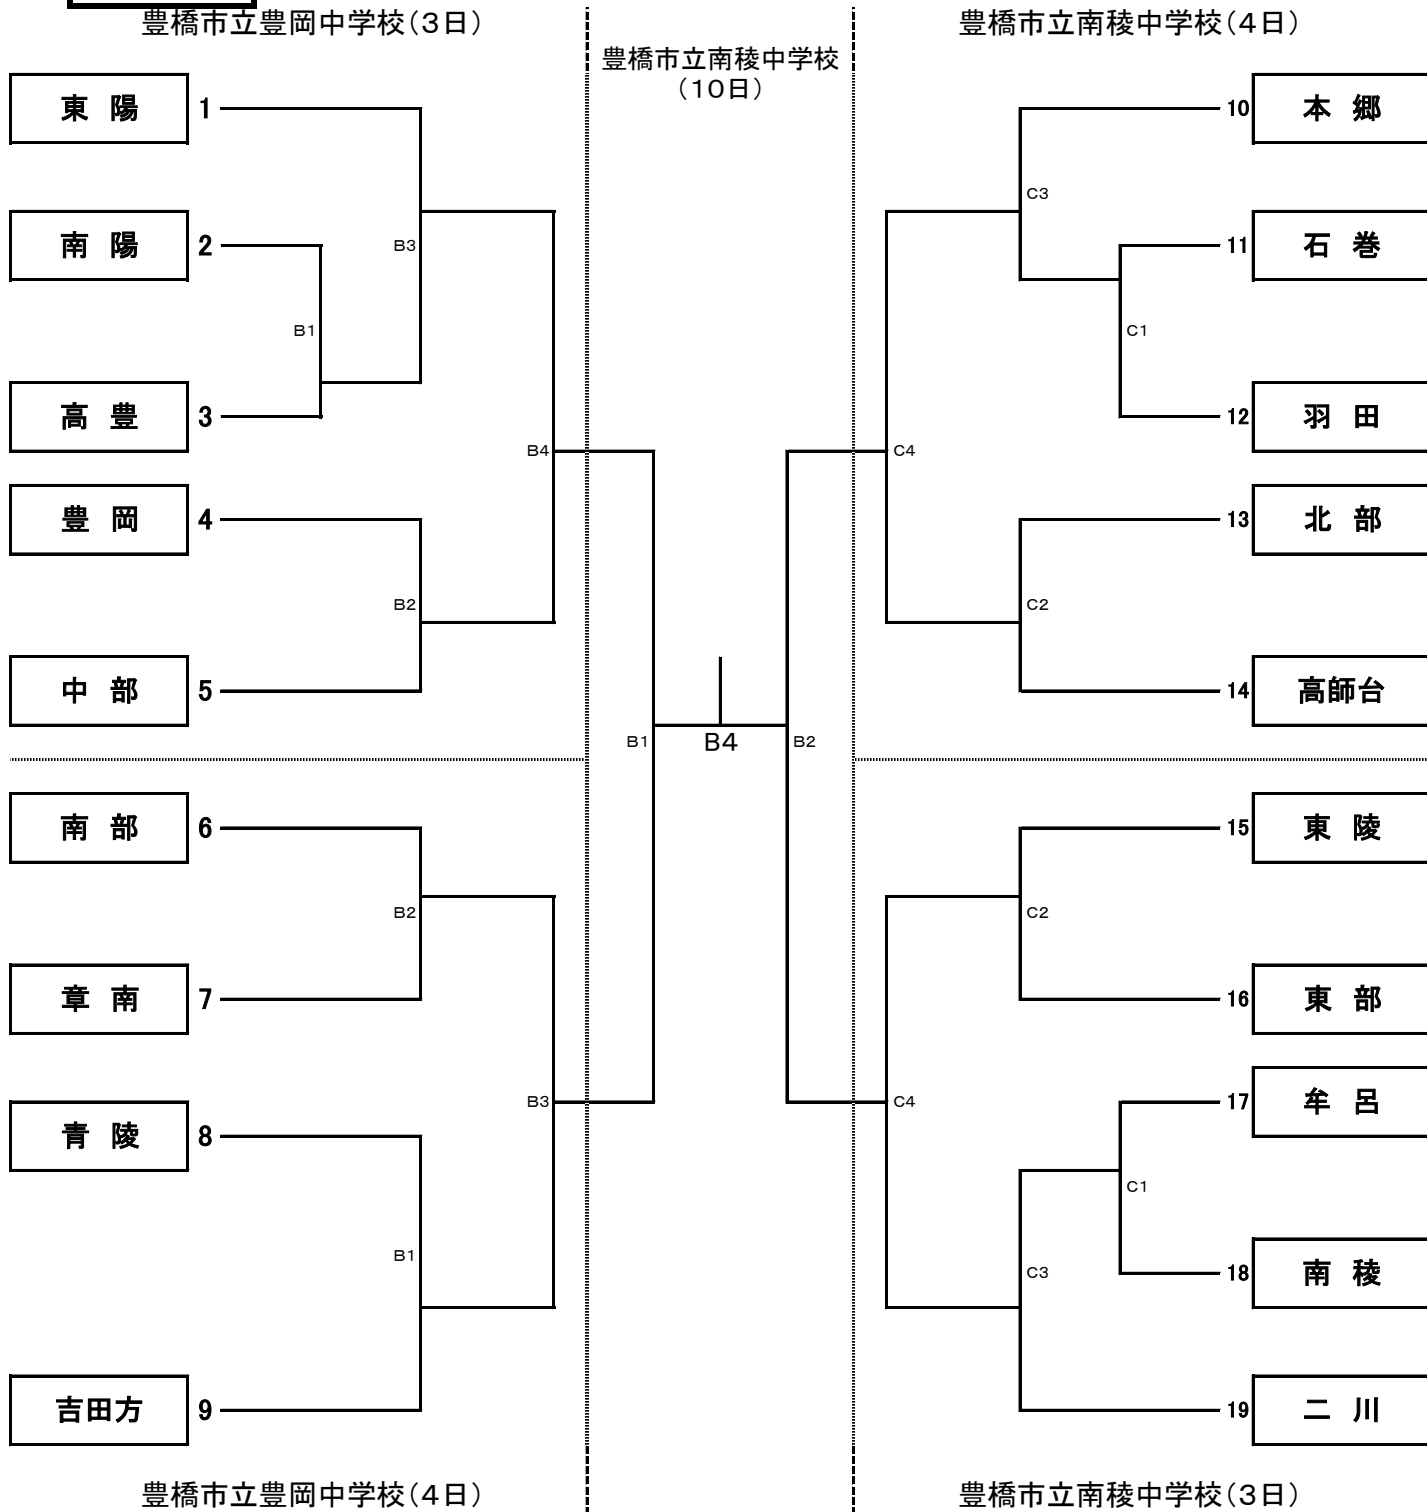 豊橋市立豊岡中学校（3日）
豊橋市立南稜中学校
（10日）
豊橋市立南稜中学校（4日）
東陽 1
南陽 2
高豊 3
豊岡 4
中部 5
南部 6
章南 7
青陵 8
吉田方 9
B3
B1
B4
B2
B2
B3
B1
B1
B4
B2
C3
C1
C4
C2
C2
C4
C1
C3
10 本郷
11 石巻
12 羽田
13 北部
14 高師台
15 東陵
16 東部
17 牟呂
18 南稜
19 二川
豊橋市立豊岡中学校（4日）
豊橋市立南稜中学校（3日）